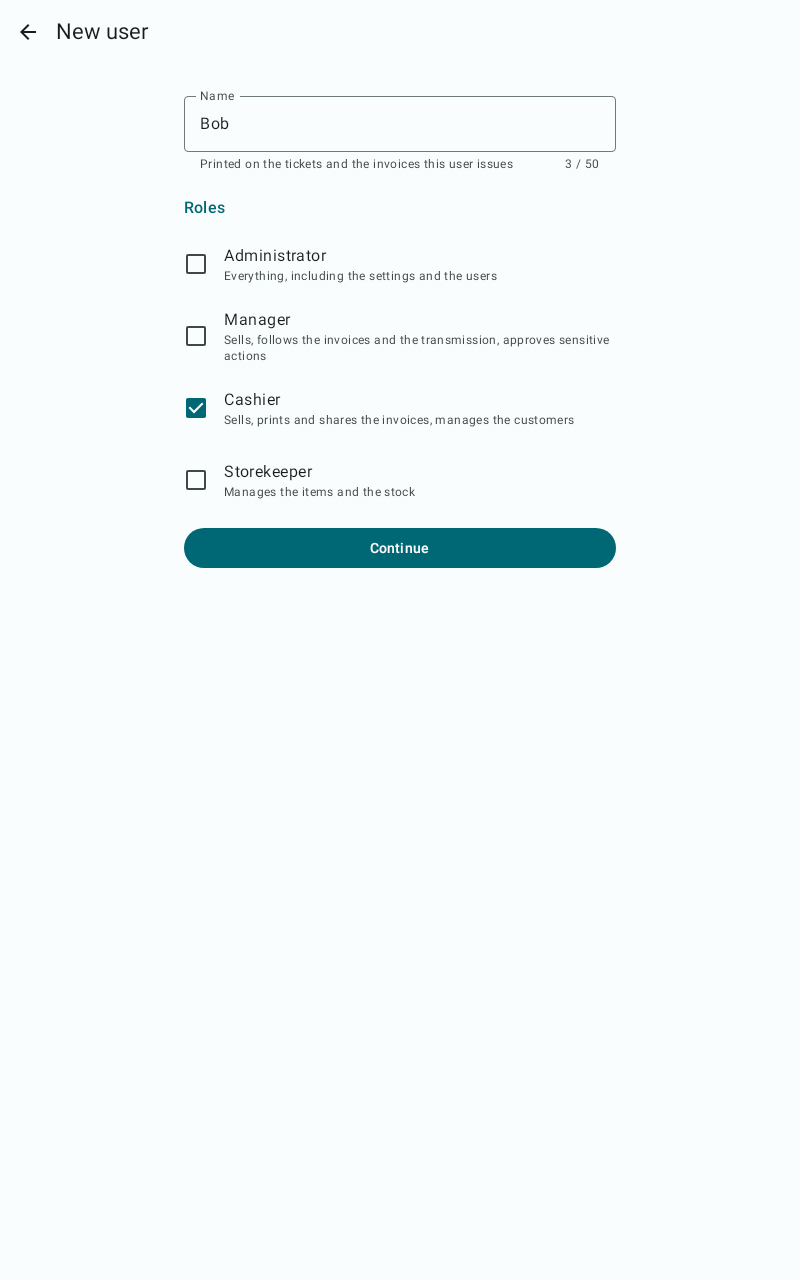 New user
Name
Bob
Printed on the tickets and the invoices this user issues 3 / 50
Roles
Administrator
Everything, including the settings and the users
Manager
Sells, follows the invoices and the transmission, approves sensitive
actions
Cashier
Sells, prints and shares the invoices, manages the customers
Storekeeper
Manages the items and the stock
Continue